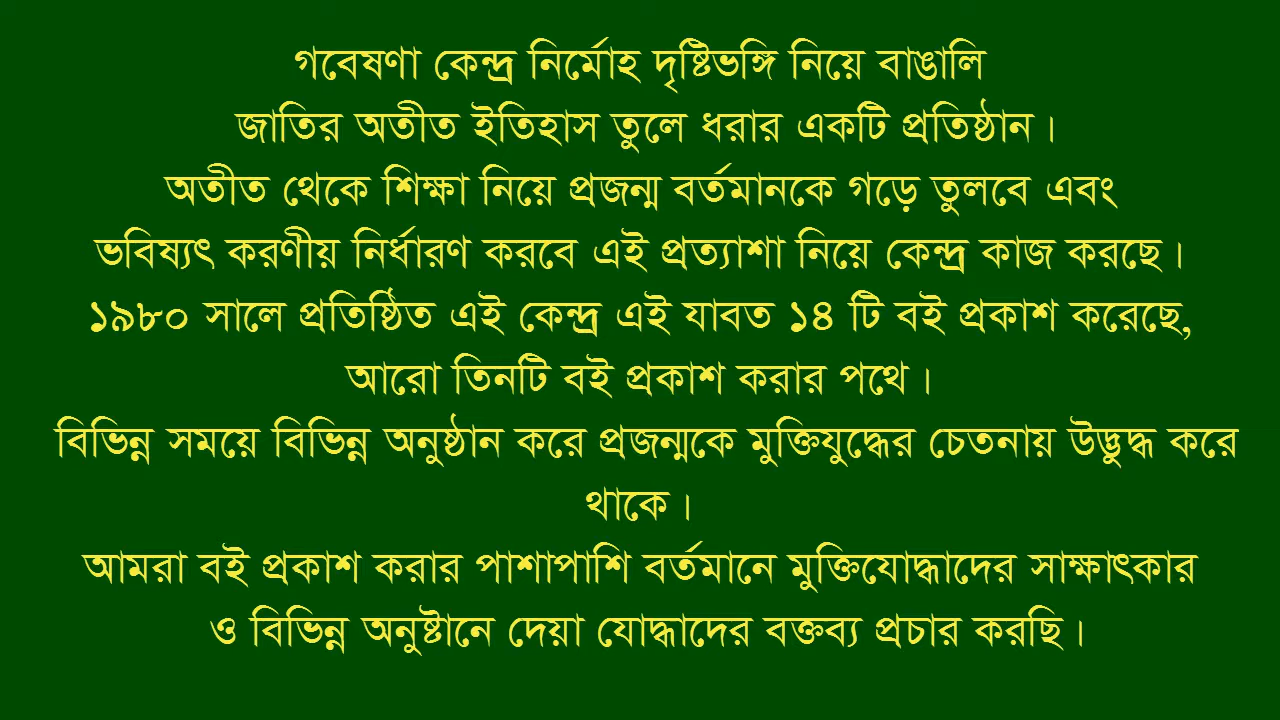 গবেষণা কেন্দ্র নির্মোহ দৃষ্টিভঙ্গি নিয়ে বাঙালি
জাতির অতীত ইতিহাস তুলে ধরার একটি প্রতিষ্ঠান।
অতীত থেকে শিক্ষা নিয়ে প্রজন্ম বর্তমানকে গড়ে তুলবে এবং
ভবিষ্যৎ করণীয় নির্ধারণ করবে এই প্রত্যাশা নিয়ে কেন্দ্র কাজ করছে।
১৯৮০ সালে প্রতিষ্ঠিত এই কেন্দ্র এই যাবত ১৪ টি বই প্রকাশ করেছে,
আরো তিনটি বই প্রকাশ করার পথে।
বিভিন্ন সময়ে বিভিন্ন অনুষ্ঠান করে প্রজন্মকে মুক্তিযুদ্ধের চেতনায় উদ্ভুদ্ধ করে
থাকে।
আমরা বই প্রকাশ করার পাশাপাশি বর্তমানে মুক্তিযোদ্ধাদের সাক্ষাৎকার
ও বিভিন্ন অনুষ্টানে দেয়া যোদ্ধাদের বক্তব্য প্রচার করছি।